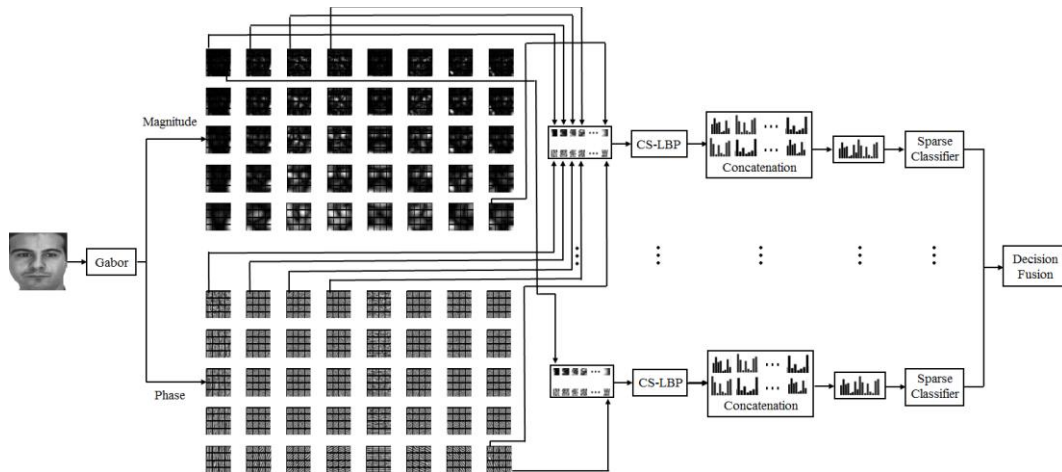 Magnitude
CS-LBP
Concatenation
Sparse
Classifier
Gabor
Decision
Fusion
Phase
CS-LBP
Concatenation
Sparse
Classifier